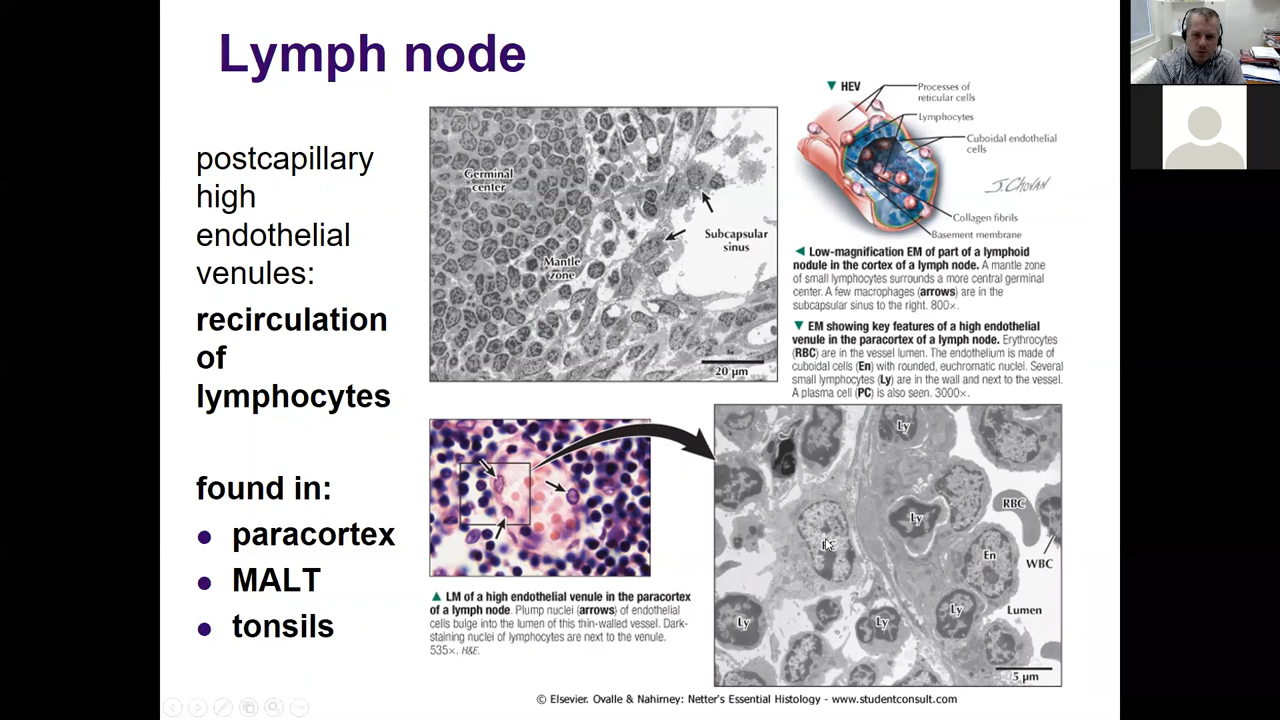 Lymph node
postcapillary
high
endothelial
venules:
recirculation
of
lymphocytes
found in:
• paracortex
• MALT
• tonsils
Germinal
center
Mantle
zone
Subcapsular
sinus
20 µm
▼ HEV
Processes of
reticular cells
Lymphocytes
Cuboidal endothelial
cells
J. CHOVAN
Collagen fibrils
Basement membrane
◄ Low-magnification EM of part of a lymphoid
nodule in the cortex of a lymph node. A mantle zone
of small lymphocytes surrounds a more central germinal
center. A few macrophages (arrows) are in the
subcapsular sinus to the right. 800×.
▼ EM showing key features of a high endothelial
venule in the paracortex of a lymph node. Erythrocytes
(RBC) are in the vessel lumen. The endothelium is made of
cuboidal cells (En) with rounded, euchromatic nuclei. Several
small lymphocytes (Ly) are in the wall and next to the vessel.
A plasma cell (PC) is also seen. 3000×.
▲ LM of a high endothelial venule in the paracortex
of a lymph node. Plump nuclei (arrows) of endothelial
cells bulge into the lumen of this thin-walled vessel. Dark-
staining nuclei of lymphocytes are next to the venule.
535×. H&E.
Ly
RBC
Ly
En
WBC
Ly
Lumen
Ly
Ly
5 µm
© Elsevier. Ovalle & Nahirney: Netter's Essential Histology - www.studentconsult.com